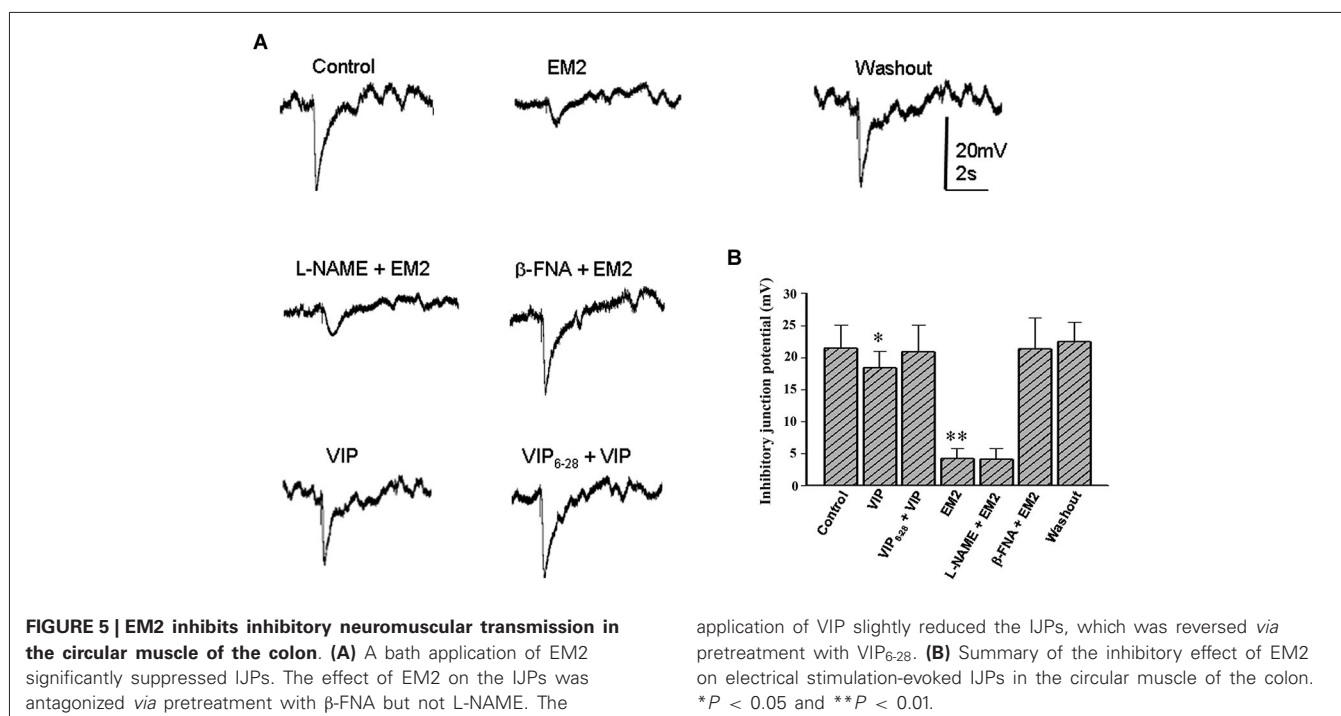 A
Control
EM2
Washout
20mV
2s
L-NAME + EM2
β-FNA + EM2
VIP
VIP6-28 + VIP
B
Inhibitory junction potential (mV)
30
25
20
15
10
5
0
*
**
Control
VIP
VIP6-28 + VIP
EM2
L-NAME + EM2
β-FNA + EM2
Washout
FIGURE 5 | EM2 inhibits inhibitory neuromuscular transmission in
the circular muscle of the colon. (A) A bath application of EM2
significantly suppressed IJPs. The effect of EM2 on the IJPs was
antagonized via pretreatment with β-FNA but not L-NAME. The
application of VIP slightly reduced the IJPs, which was reversed via
pretreatment with VIP6-28. (B) Summary of the inhibitory effect of EM2
on electrical stimulation-evoked IJPs in the circular muscle of the colon.
*P < 0.05 and **P < 0.01.